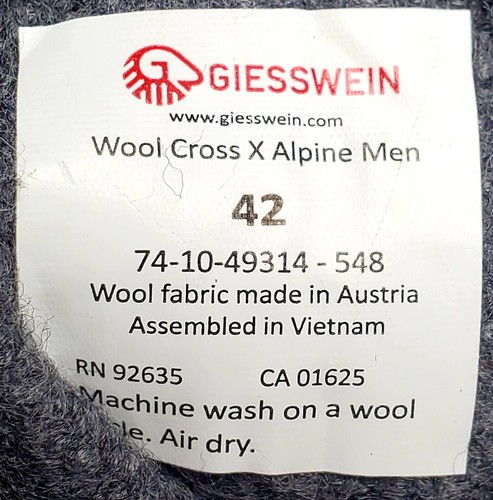 GIESSWEIN
www.giesswein.com
Wool Cross X Alpine Men
42
74-10-49314 - 548
Wool fabric made in Austria
Assembled in Vietnam
RN 92635 CA 01625
Machine wash on a wool
Air dry.